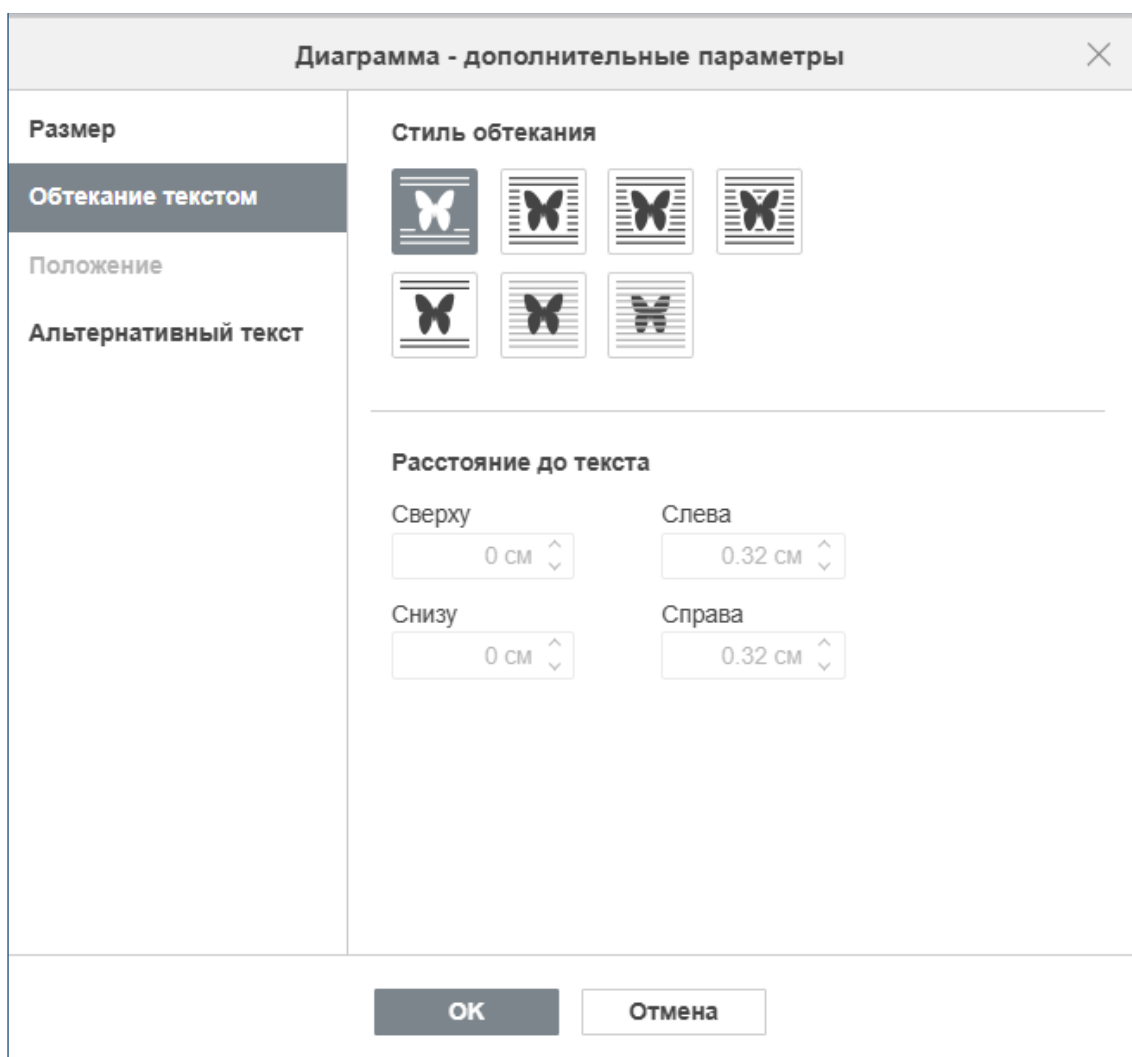 Диаграмма - дополнительные параметры
Размер
Обтекание текстом
Положение
Альтернативный текст
Стиль обтекания
Расстояние до текста
Сверху
Слева
0 см
0.32 см
Снизу
Справа
0 см
0.32 см
OK
Отмена